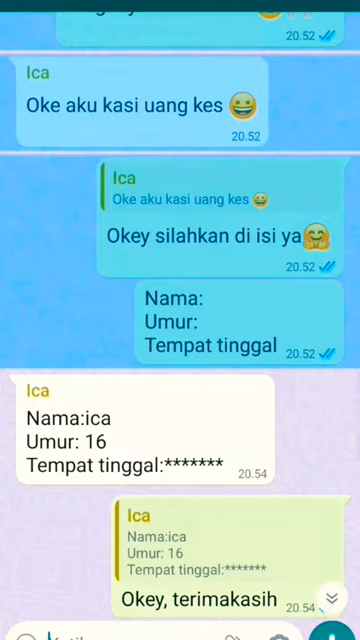 20.52
Ica
Oke aku kasi uang kes 😀
20.52
Ica
Oke aku kasi uang kes 😀
Okey silahkan di isi ya🤗
20.52
Nama:
Umur:
Tempat tinggal
20.52
Ica
Nama:ica
Umur: 16
Tempat tinggal:*******
20.54
Ica
Nama:ica
Umur: 16
Tempat tinggal:*******
Okey, terimakasih
20.54